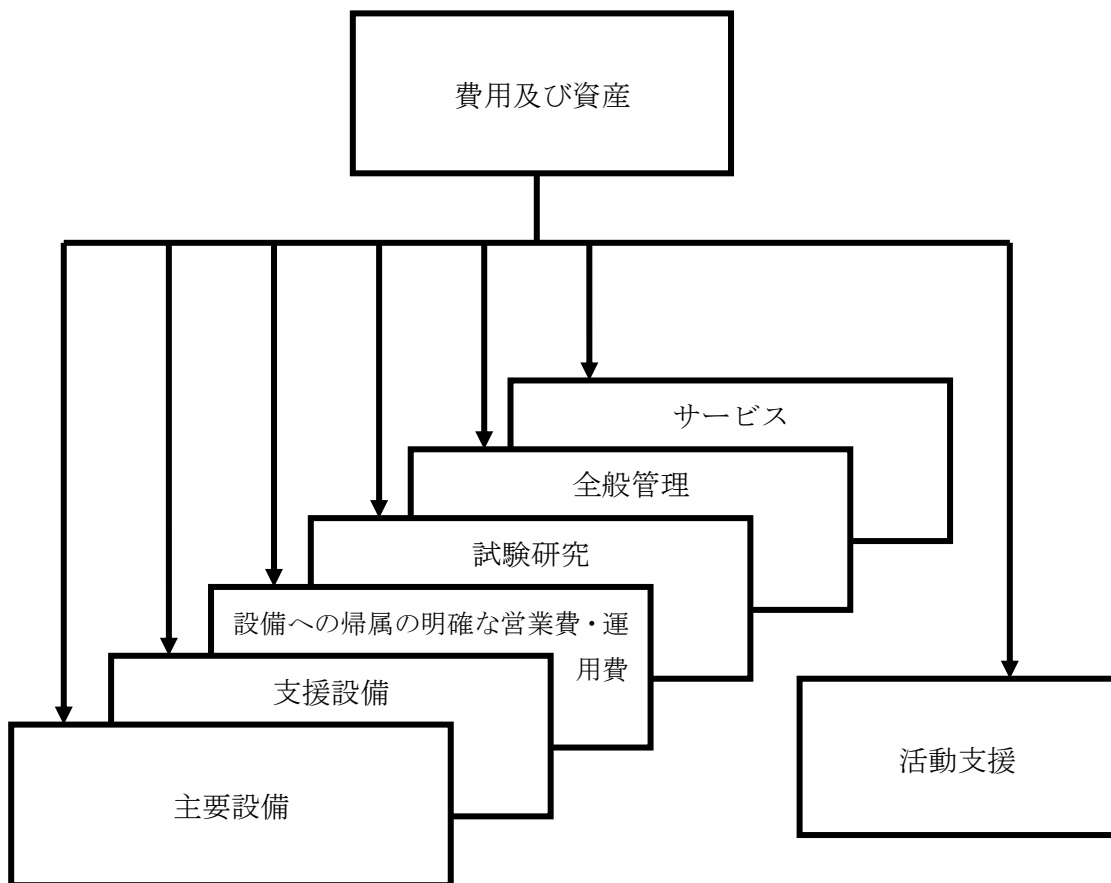 費用及び資産
サービス
全般管理
試験研究
設備への帰属の明確な営業費・運
用費
支援設備
活動支援
主要設備